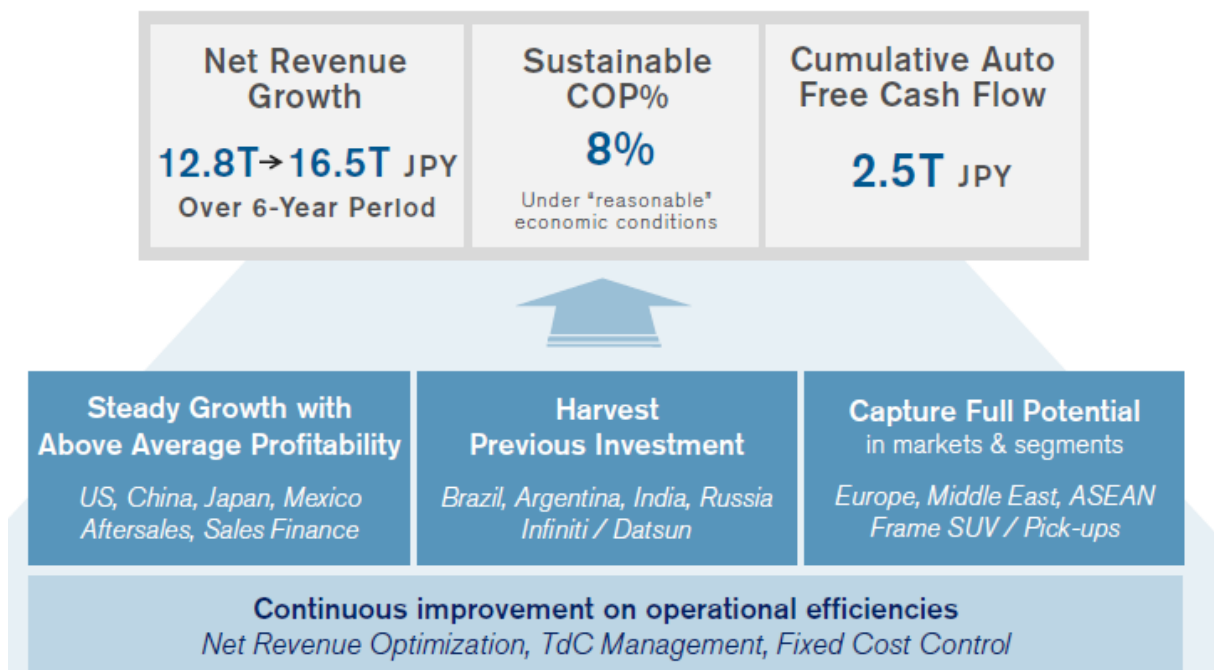 Net Revenue
Growth
12.8T→16.5T JPY
Over 6-Year Period
Sustainable
COP%
8%
Under "reasonable"
economic conditions
Cumulative Auto
Free Cash Flow
2.5T JPY
Steady Growth with
Above Average Profitability
US, China, Japan, Mexico
Aftersales, Sales Finance
Harvest
Previous Investment
Brazil, Argentina, India, Russia
Infiniti / Datsun
Capture Full Potential
in markets & segments
Europe, Middle East, ASEAN
Frame SUV / Pick-ups
Continuous improvement on operational efficiencies
Net Revenue Optimization, TdC Management, Fixed Cost Control